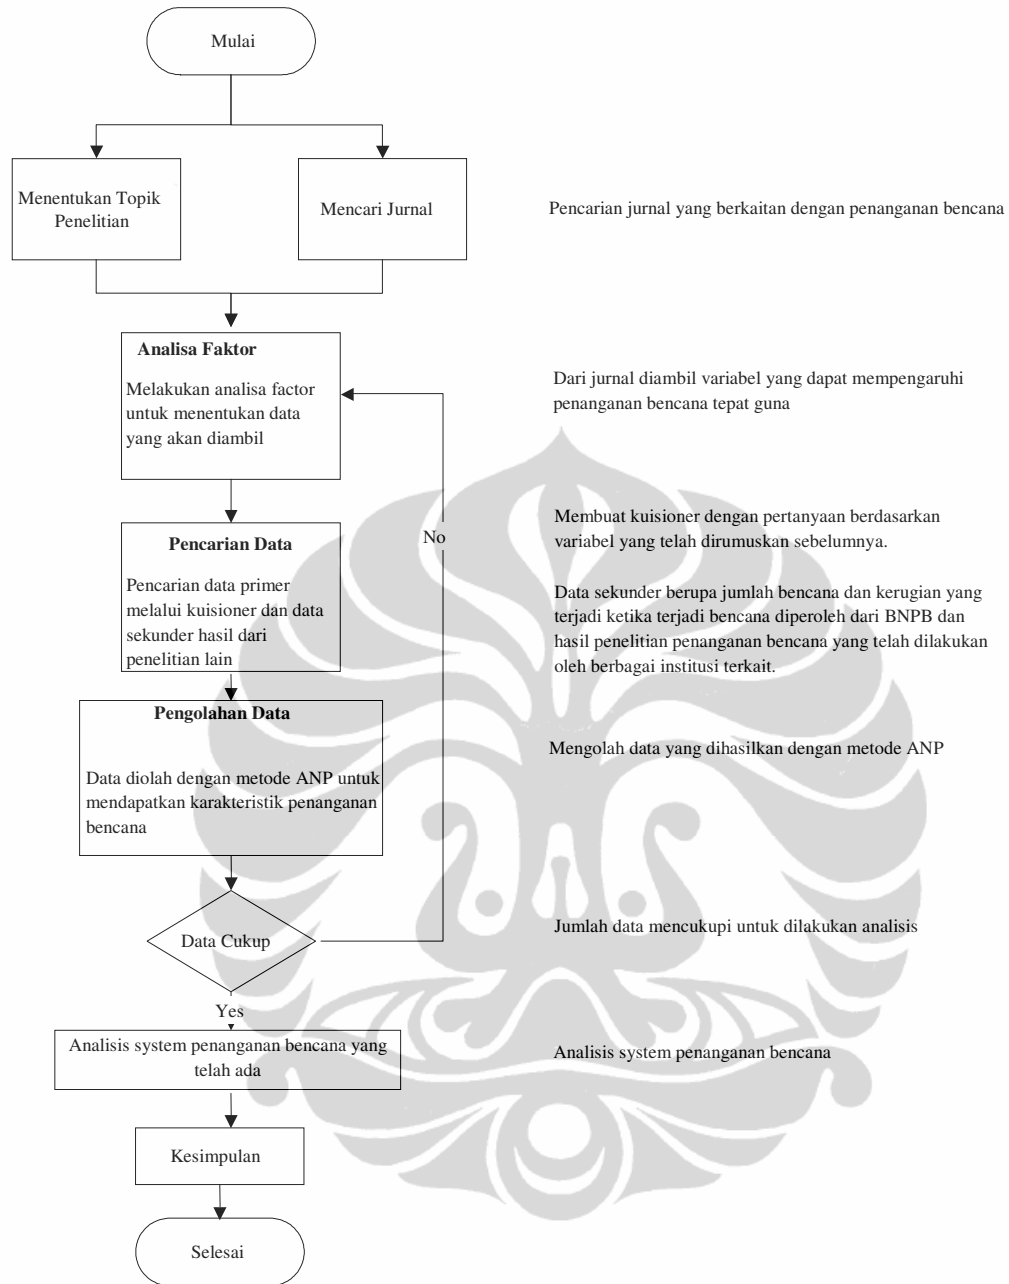 Mulai
Menentukan Topik
Penelitian
Mencari Jurnal
Pencarian jurnal yang berkaitan dengan penanganan bencana
Analisa Faktor
Melakukan analisa factor
untuk menentukan data
yang akan diambil
Dari jurnal diambil variabel yang dapat mempengaruhi
penanganan bencana tepat guna
No
Pencarian Data
Pencarian data primer
melalui kuisioner dan data
sekunder hasil dari
penelitian lain
Membuat kuisioner dengan pertanyaan berdasarkan
variabel yang telah dirumuskan sebelumnya.
Data sekunder berupa jumlah bencana dan kerugian yang
terjadi ketika terjadi bencana diperoleh dari BNPB dan
hasil penelitian penanganan bencana yang telah dilakukan
oleh berbagai institusi terkait.
Pengolahan Data
Data diolah dengan metode ANP untuk
mendapatkan karakteristik penanganan
bencana
Mengolah data yang dihasilkan dengan metode ANP
Data Cukup
Jumlah data mencukupi untuk dilakukan analisis
Yes
Analisis system penanganan bencana yang
telah ada
Analisis system penanganan bencana
Kesimpulan
Selesai